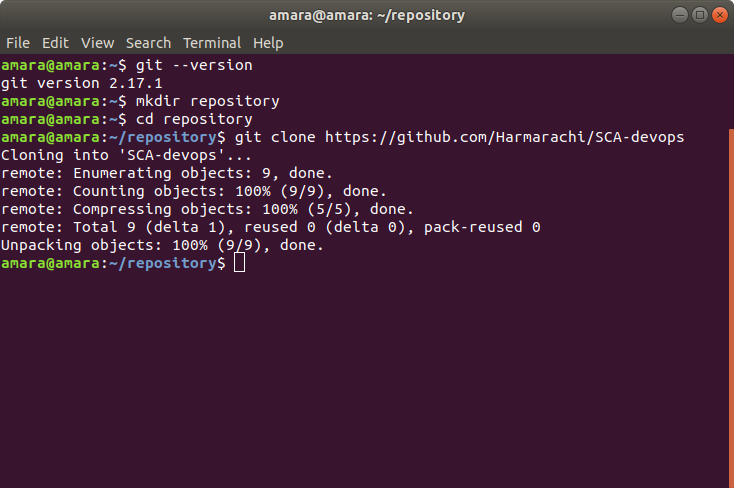 amara@amara: ~/repository
File Edit View Search Terminal Help
amara@amara:~$ git --version
git version 2.17.1
amara@amara:~$ mkdir repository
amara@amara:~$ cd repository
amara@amara:~/repository$ git clone https://github.com/Harmarachi/SCA-devops
Cloning into 'SCA-devops'...
remote: Enumerating objects: 9, done.
remote: Counting objects: 100% (9/9), done.
remote: Compressing objects: 100% (5/5), done.
remote: Total 9 (delta 1), reused 0 (delta 0), pack-reused 0
Unpacking objects: 100% (9/9), done.
amara@amara:~/repository$